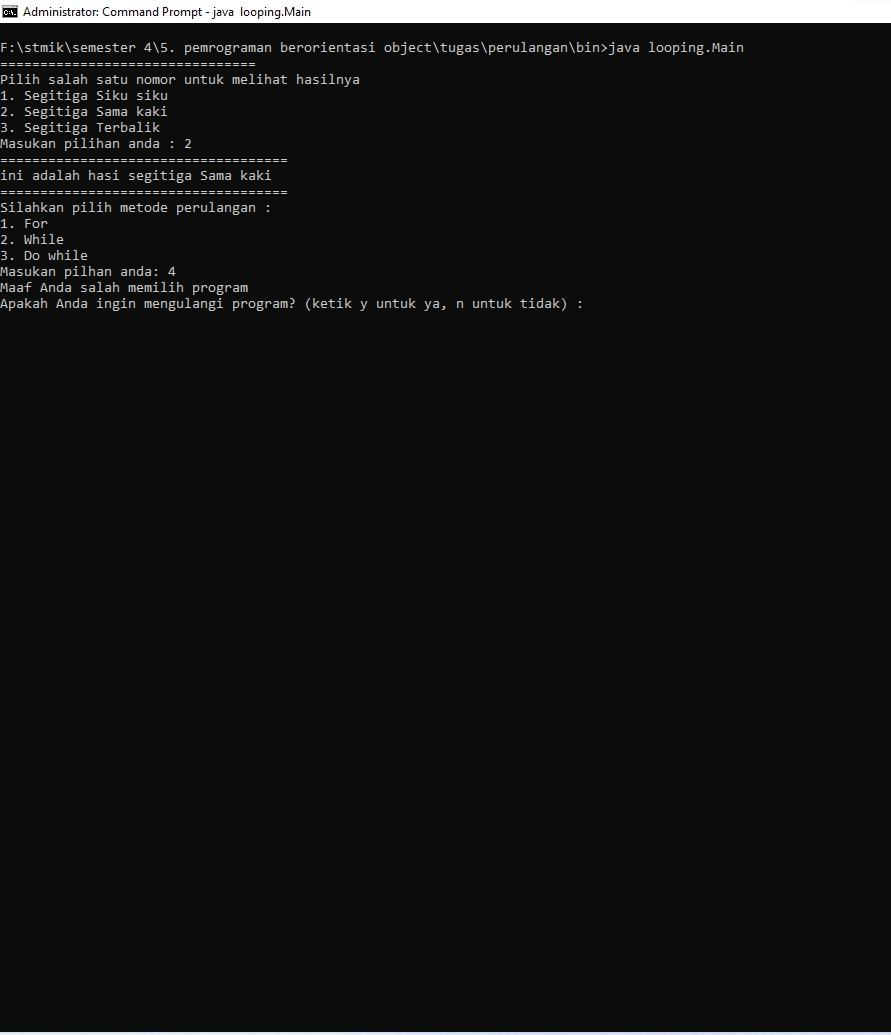 Administrator: Command Prompt - java  looping.Main
F:\stmik\semester 4\5. pemrograman berorientasi object\tugas\perulangan\bin>java looping.Main
================================
Pilih salah satu nomor untuk melihat hasilnya
1. Segitiga Siku siku
2. Segitiga Sama kaki
3. Segitiga Terbalik
Masukan pilihan anda : 2
====================================
ini adalah hasi segitiga Sama kaki
====================================
Silahkan pilih metode perulangan :
1. For
2. While
3. Do while
Masukan pilhan anda: 4
Maaf Anda salah memilih program
Apakah Anda ingin mengulangi program? (ketik y untuk ya, n untuk tidak) :